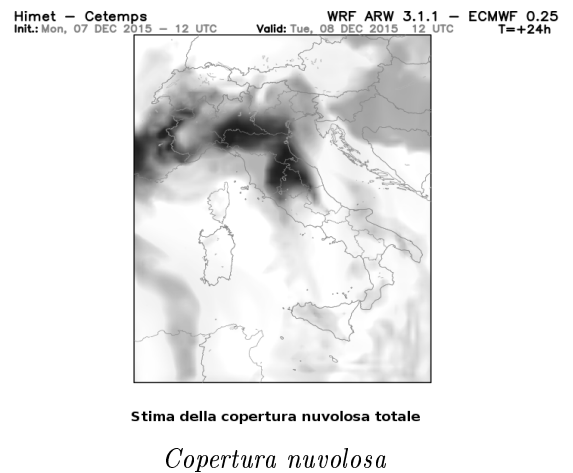 Himet – Cetemps WRF ARW 3.1.1 – ECMWF 0.25
Init.: Mon, 07 DEC 2015 – 12 UTC Valid: Tue, 08 DEC 2015 12 UTC T=+24h
Stima della copertura nuvolosa totale
Copertura nuvolosa